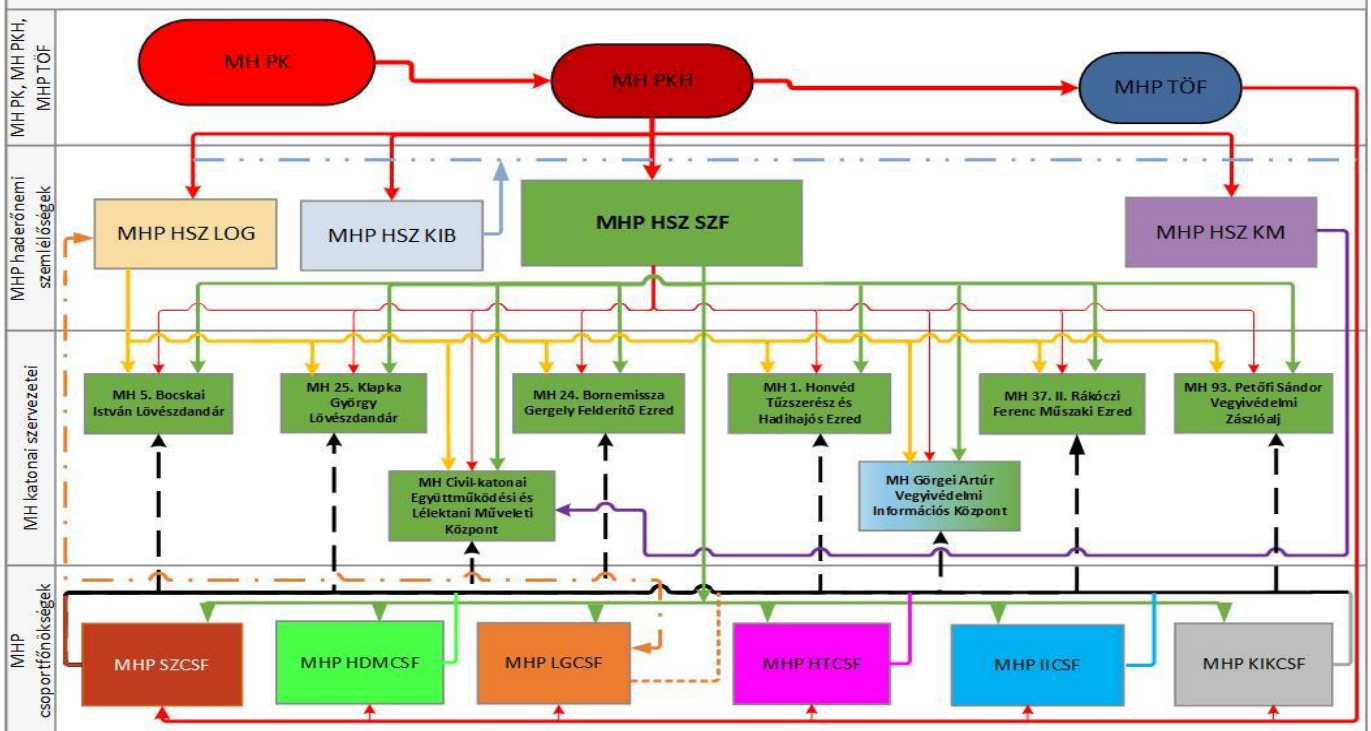 MH PK, MH PKH,
MHP TÖF
MH PK
MH PKH
MHP TÖF
MHP haderőnemi
szemlélőségek
MHP HSZ LOG
MHP HSZ KIB
MHP HSZ SZF
MHP HSZ KM
MH katonai szervezetei
MH 5. Bocskai
István Lövészdandár
MH 25. Klapka
György
Lövészdandár
MH 24. Bornemissza
Gergely Felderítő Ezred
MH 1. Honvéd
Tűzszerész és
Hadihajós Ezred
MH 37. II. Rákóczi
Ferenc Műszaki Ezred
MH 93. Petőfi Sándor
Vegyivédelmi
Zászlóalj
MH Civil-katonai
Együttműködési és
Lélektani Műveleti
Központ
MH Görgei Artúr
Vegyivédelmi
Információs Központ
MHP
csoportfőnökségek
MHP SZCSF
MHP HDMCSF
MHP LGCSF
MHP HTCSF
MHP IICSF
MHP KIKCSF